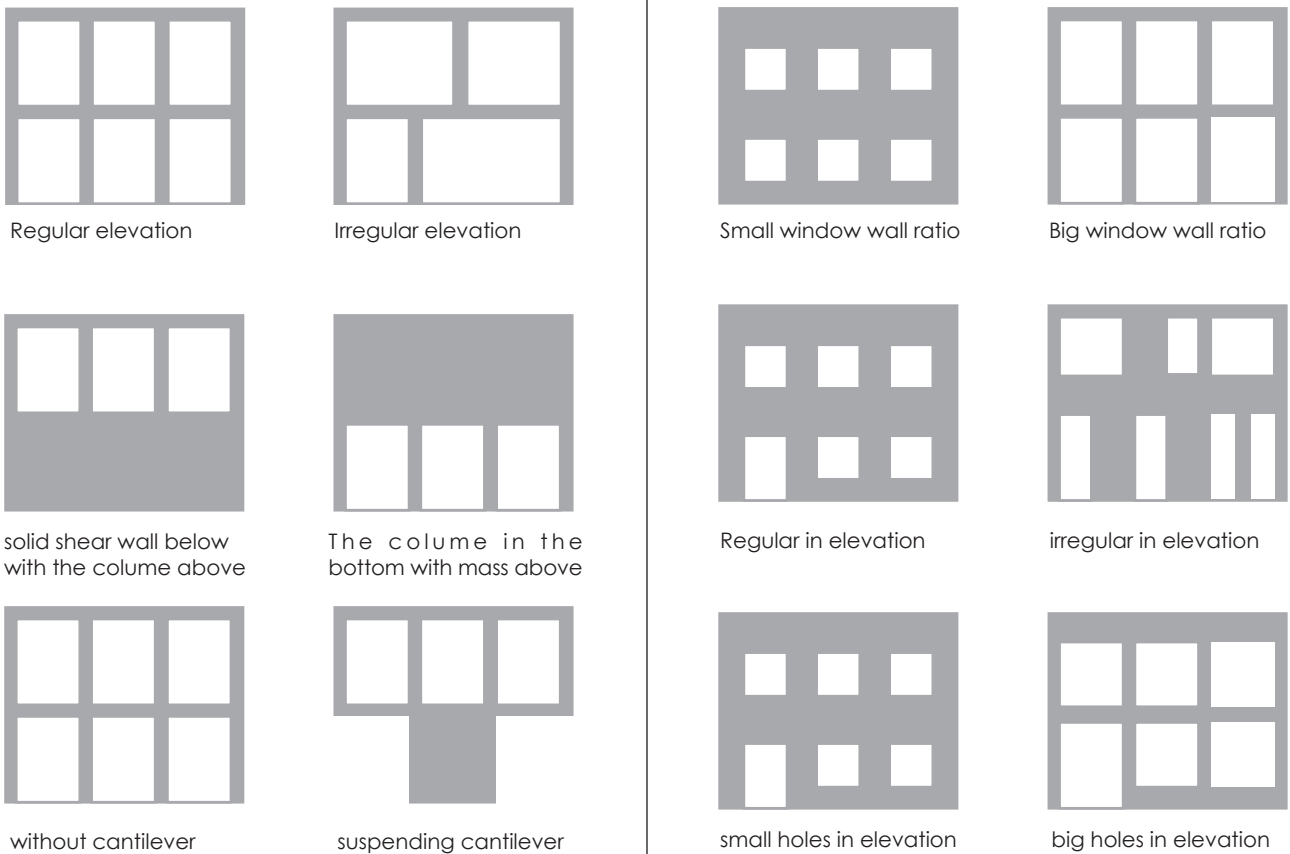 Regular elevation
Irregular elevation
Small window wall ratio
Big window wall ratio
solid shear wall below
with the colume above
The colume in the
bottom with mass above
Regular in elevation
irregular in elevation
without cantilever
suspending cantilever
small holes in elevation
big holes in elevation